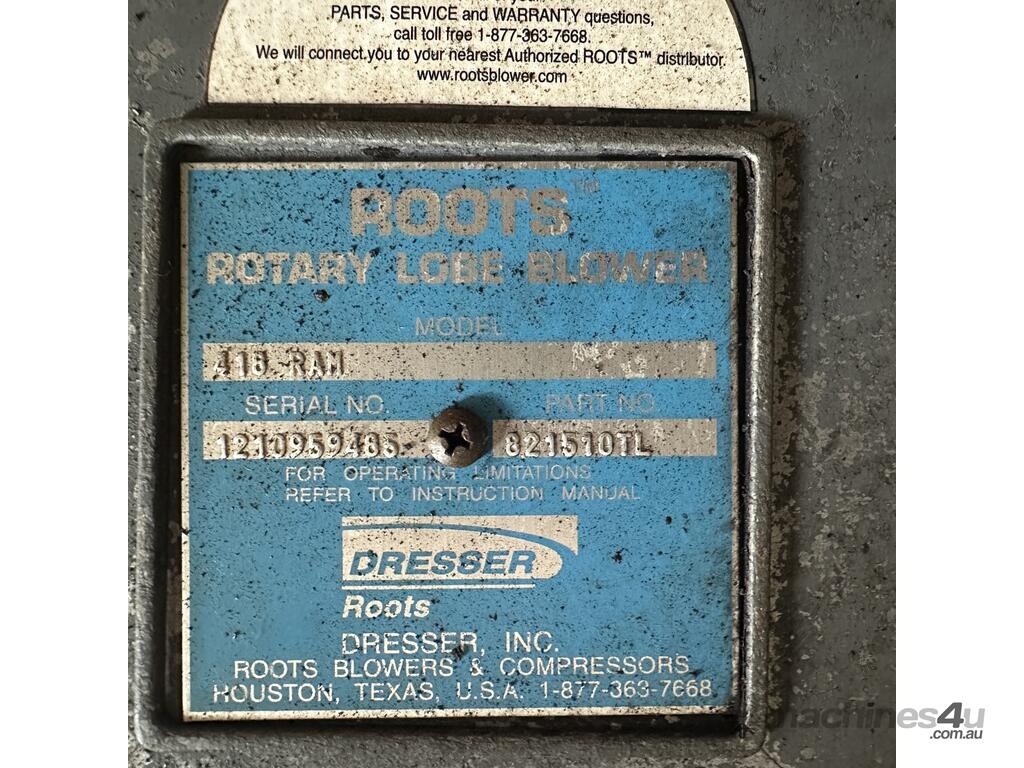 PARTS, SERVICE and WARRANTY questions,
call toll free 1-877-363-7668.
We will connect you to your nearest Authorized ROOTS™ distributor.
www.rootsblower.com
ROOTS™
ROTARY LOBE BLOWER
MODEL
RAM
SERIAL NO.
PART NO.
1210959485
821510TL
FOR OPERATING LIMITATIONS
REFER TO INSTRUCTION MANUAL
DRESSER
Roots
DRESSER, INC.
ROOTS BLOWERS & COMPRESSORS
HOUSTON, TEXAS, U.S.A. 1-877-363-7668
machines4u
.com.au